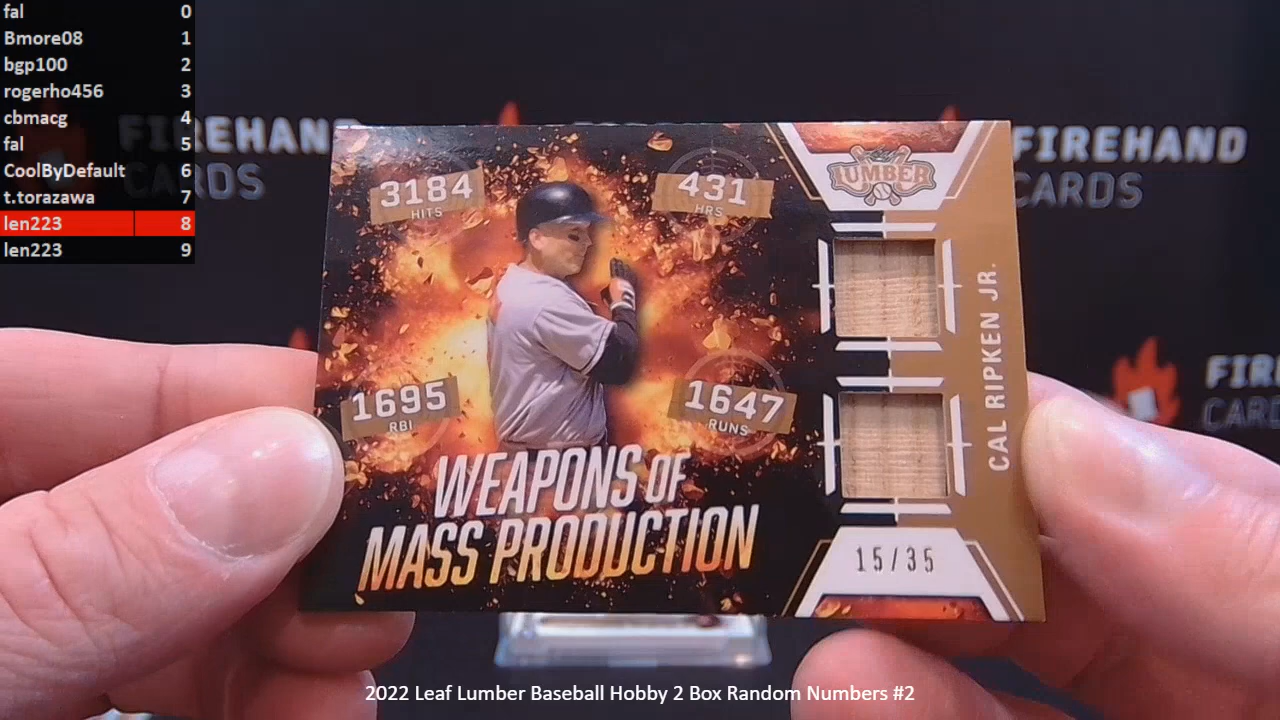 fal 0
Bmore08 1
bgp100 2
rogerho456 3
cbmacg 4
fal 5
CoolByDefault 6
t.torazawa 7
len223 8
len223 9
FIREHAND
CARDS
FIREHAND
CARDS
3184
HITS
431
HRS
1695
RBI
1647
RUNS
WEAPONS OF
MASS PRODUCTION
LUMBER
CAL RIPKEN JR.
15/35
2022 Leaf Lumber Baseball Hobby 2 Box Random Numbers #2